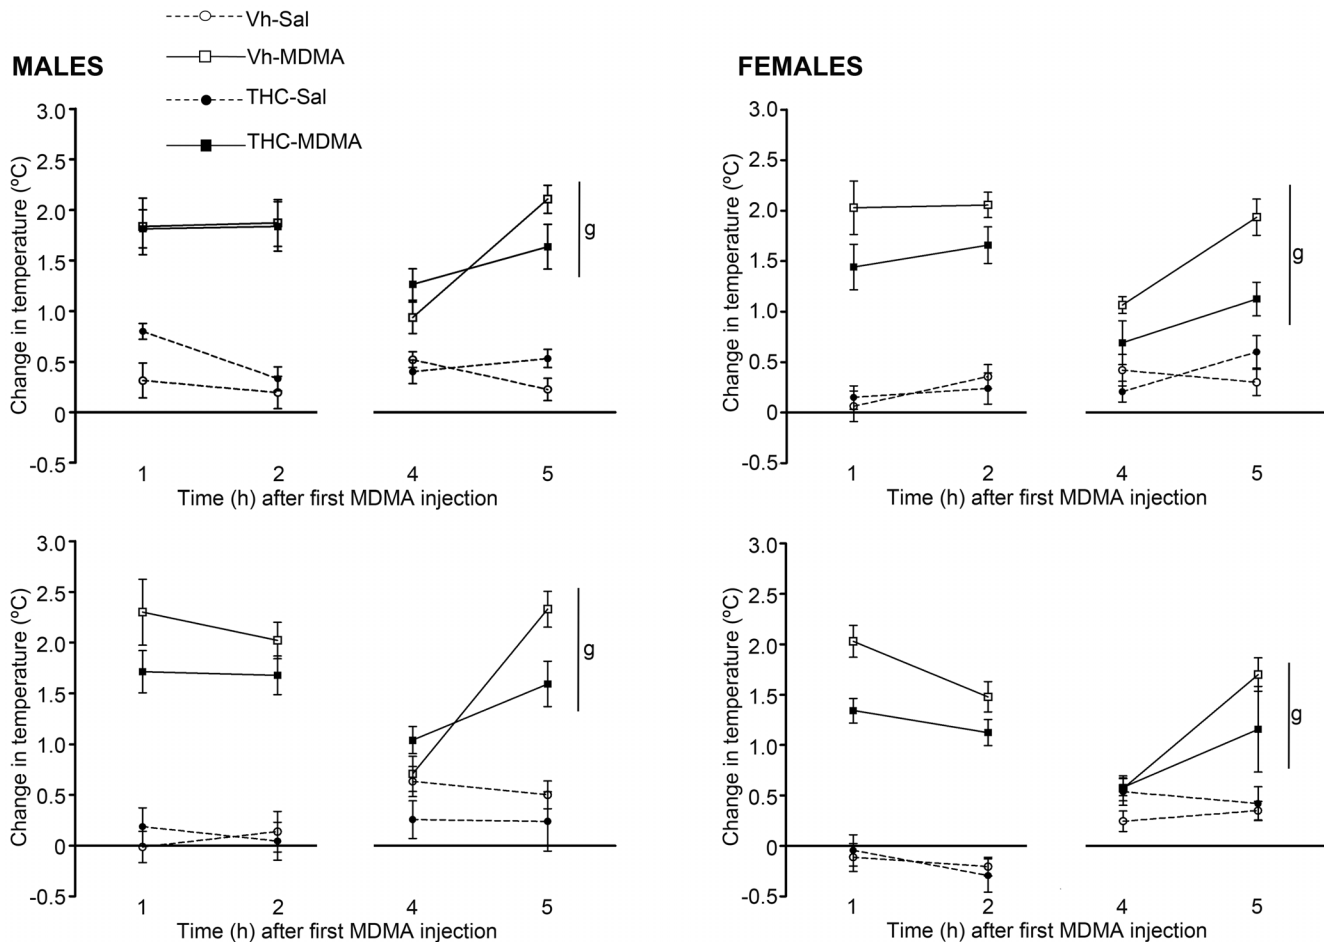 Vh-Sal
Vh-MDMA
THC-Sal
THC-MDMA
MALES
3.0
2.5
2.0
1.5
1.0
0.5
0
-0.5
Change in temperature (ºC)
g
1 2 4 5
Time (h) after first MDMA injection
FEMALES
3.0
2.5
2.0
1.5
1.0
0.5
0
-0.5
Change in temperature (ºC)
g
1 2 4 5
Time (h) after first MDMA injection
3.0
2.5
2.0
1.5
1.0
0.5
0
-0.5
Change in temperature (ºC)
g
1 2 4 5
Time (h) after first MDMA injection
3.0
2.5
2.0
1.5
1.0
0.5
0
-0.5
Change in temperature (ºC)
g
1 2 4 5
Time (h) after first MDMA injection